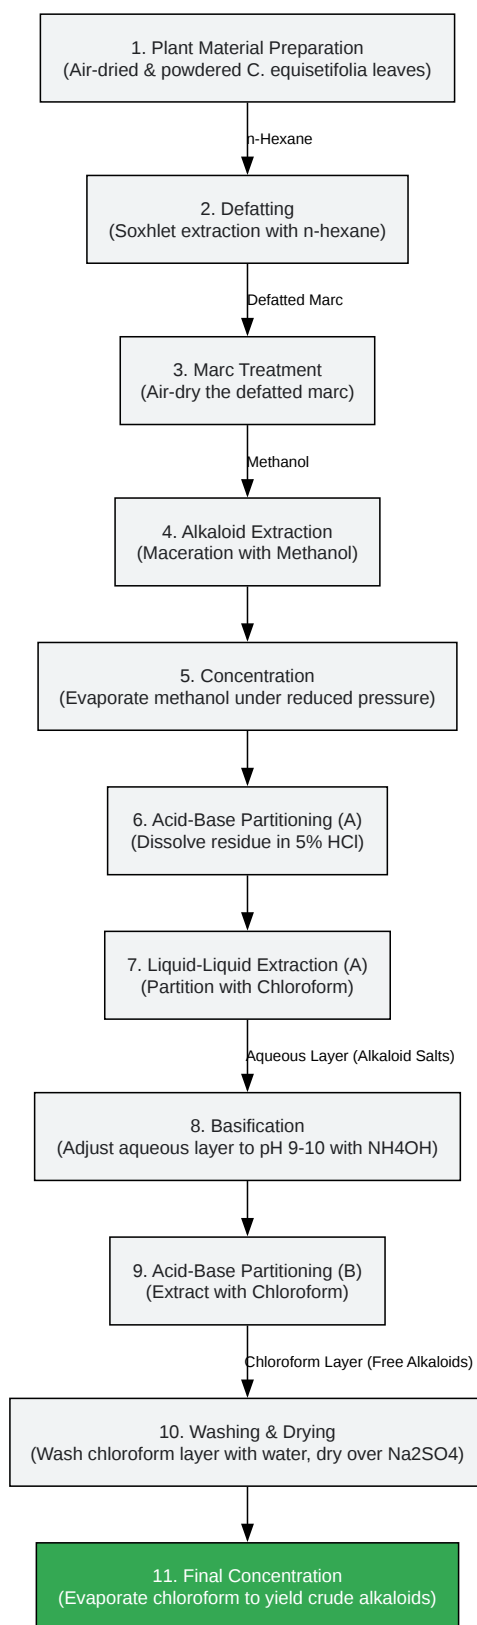 1. Plant Material Preparation
(Air-dried & powdered C. equisetifolia leaves)
n-Hexane
2. Defatting
(Soxhlet extraction with n-hexane)
Defatted Marc
3. Marc Treatment
(Air-dry the defatted marc)
Methanol
4. Alkaloid Extraction
(Maceration with Methanol)
5. Concentration
(Evaporate methanol under reduced pressure)
6. Acid-Base Partitioning (A)
(Dissolve residue in 5% HCl)
7. Liquid-Liquid Extraction (A)
(Partition with Chloroform)
Aqueous Layer (Alkaloid Salts)
8. Basification
(Adjust aqueous layer to pH 9-10 with NH4OH)
9. Acid-Base Partitioning (B)
(Extract with Chloroform)
Chloroform Layer (Free Alkaloids)
10. Washing & Drying
(Wash chloroform layer with water, dry over Na2SO4)
11. Final Concentration
(Evaporate chloroform to yield crude alkaloids)